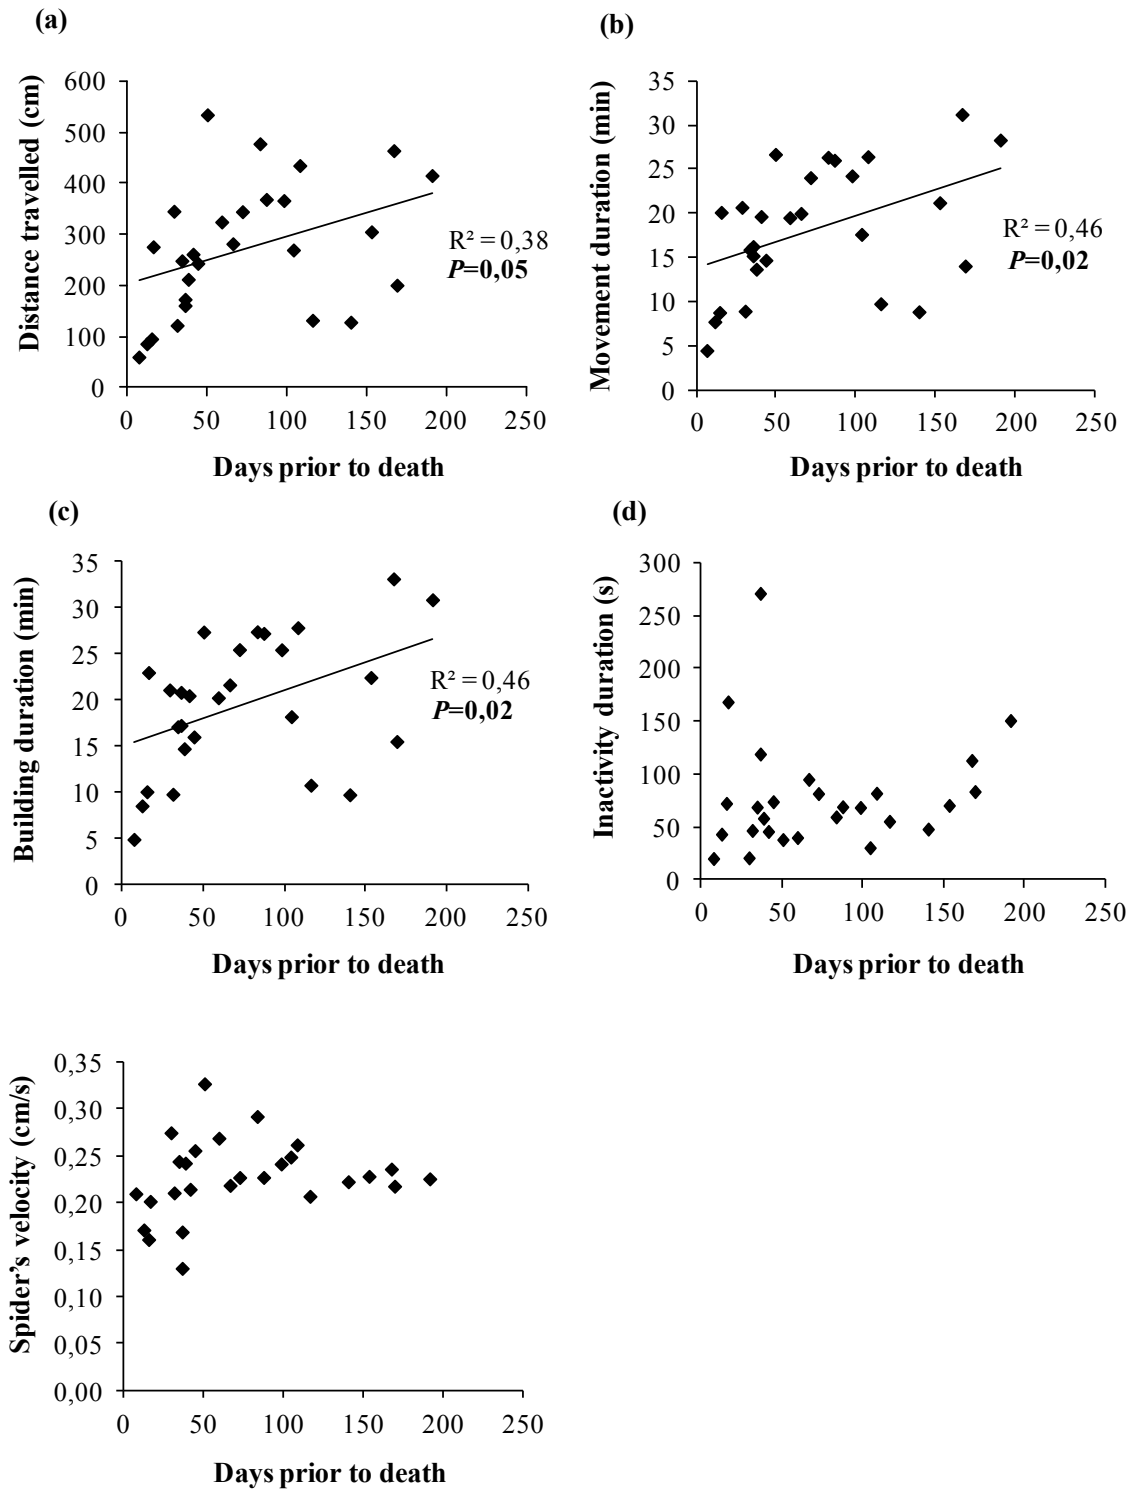 (a)
Distance travelled (cm)
600
500
400
300
200
100
0
R² = 0,38
P=0,05
0 50 100 150 200 250
Days prior to death
(b)
Movement duration (min)
35
30
25
20
15
10
5
0
R² = 0,46
P=0,02
0 50 100 150 200 250
Days prior to death
(c)
Building duration (min)
35
30
25
20
15
10
5
0
R² = 0,46
P=0,02
0 50 100 150 200 250
Days prior to death
(d)
Inactivity duration (s)
300
250
200
150
100
50
0
0 50 100 150 200 250
Days prior to death
Spider’s velocity (cm/s)
0,35
0,30
0,25
0,20
0,15
0,10
0,05
0,00
0 50 100 150 200 250
Days prior to death